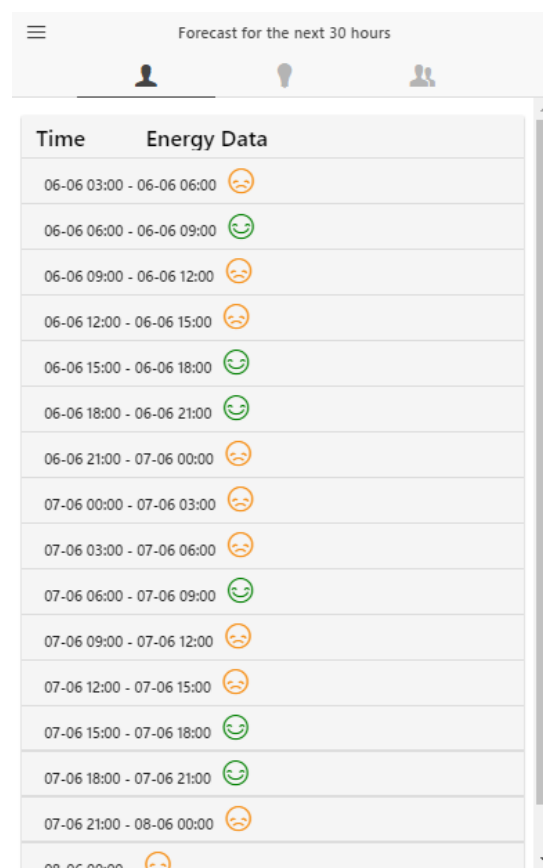 Forecast for the next 30 hours
Time Energy Data
06-06 03:00 - 06-06 06:00
06-06 06:00 - 06-06 09:00
06-06 09:00 - 06-06 12:00
06-06 12:00 - 06-06 15:00
06-06 15:00 - 06-06 18:00
06-06 18:00 - 06-06 21:00
06-06 21:00 - 07-06 00:00
07-06 00:00 - 07-06 03:00
07-06 03:00 - 07-06 06:00
07-06 06:00 - 07-06 09:00
07-06 09:00 - 07-06 12:00
07-06 12:00 - 07-06 15:00
07-06 15:00 - 07-06 18:00
07-06 18:00 - 07-06 21:00
07-06 21:00 - 08-06 00:00
08-06 00:00 -